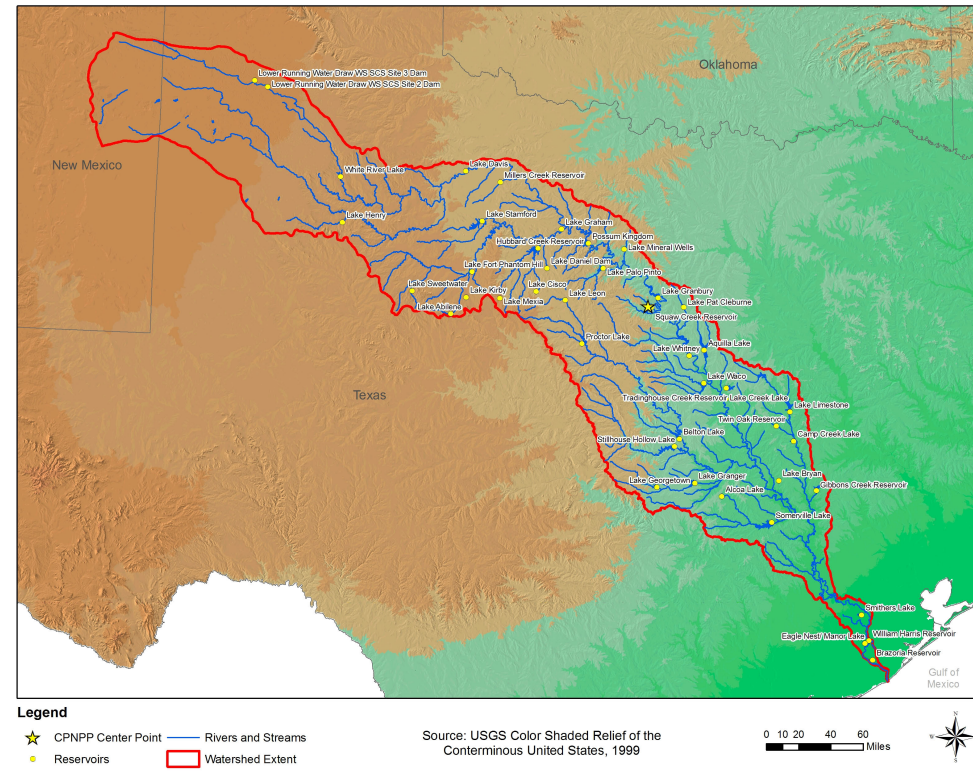 Oklahoma
Lower Running Water Draw WS SCS Site 3 Dam
Lower Running Water Draw WS SCS Site 2 Dam
New Mexico
White River Lake
Lake Davis
Millers Creek Reservoir
Lake Henry
Lake Stamford
Lake Graham
Possum Kingdom
Hubbard Creek Reservoir
Lake Mineral Wells
Lake Daniel Dam
Lake Fort Phantom Hill
Lake Palo Pinto
Lake Sweetwater
Lake Kirby
Lake Cisco
Lake Mexia
Lake Leon
Lake Granbury
Lake Pat Cleburne
Lake Abilene
Squaw Creek Reservoir
Proctor Lake
Aquilla Lake
Lake Whitney
Lake Waco
Texas
Tradinghouse Creek Reservoir
Lake Creek Lake
Lake Limestone
Twin Oak Reservoir
Belton Lake
Camp Creek Lake
Stillhouse Hollow Lake
Lake Bryan
Lake Granger
Lake Georgetown
Gibbons Creek Reservoir
Alcoa Lake
Somerville Lake
Smithers Lake
William Harris Reservoir
Eagle Nest/ Manor Lake
Brazoria Reservoir
Gulf of
Mexico
Legend
CPNPP Center Point
Rivers and Streams
Reservoirs
Watershed Extent
Source: USGS Color Shaded Relief of the
Conterminous United States, 1999
0 10 20 40 60
Miles
N
W E
S